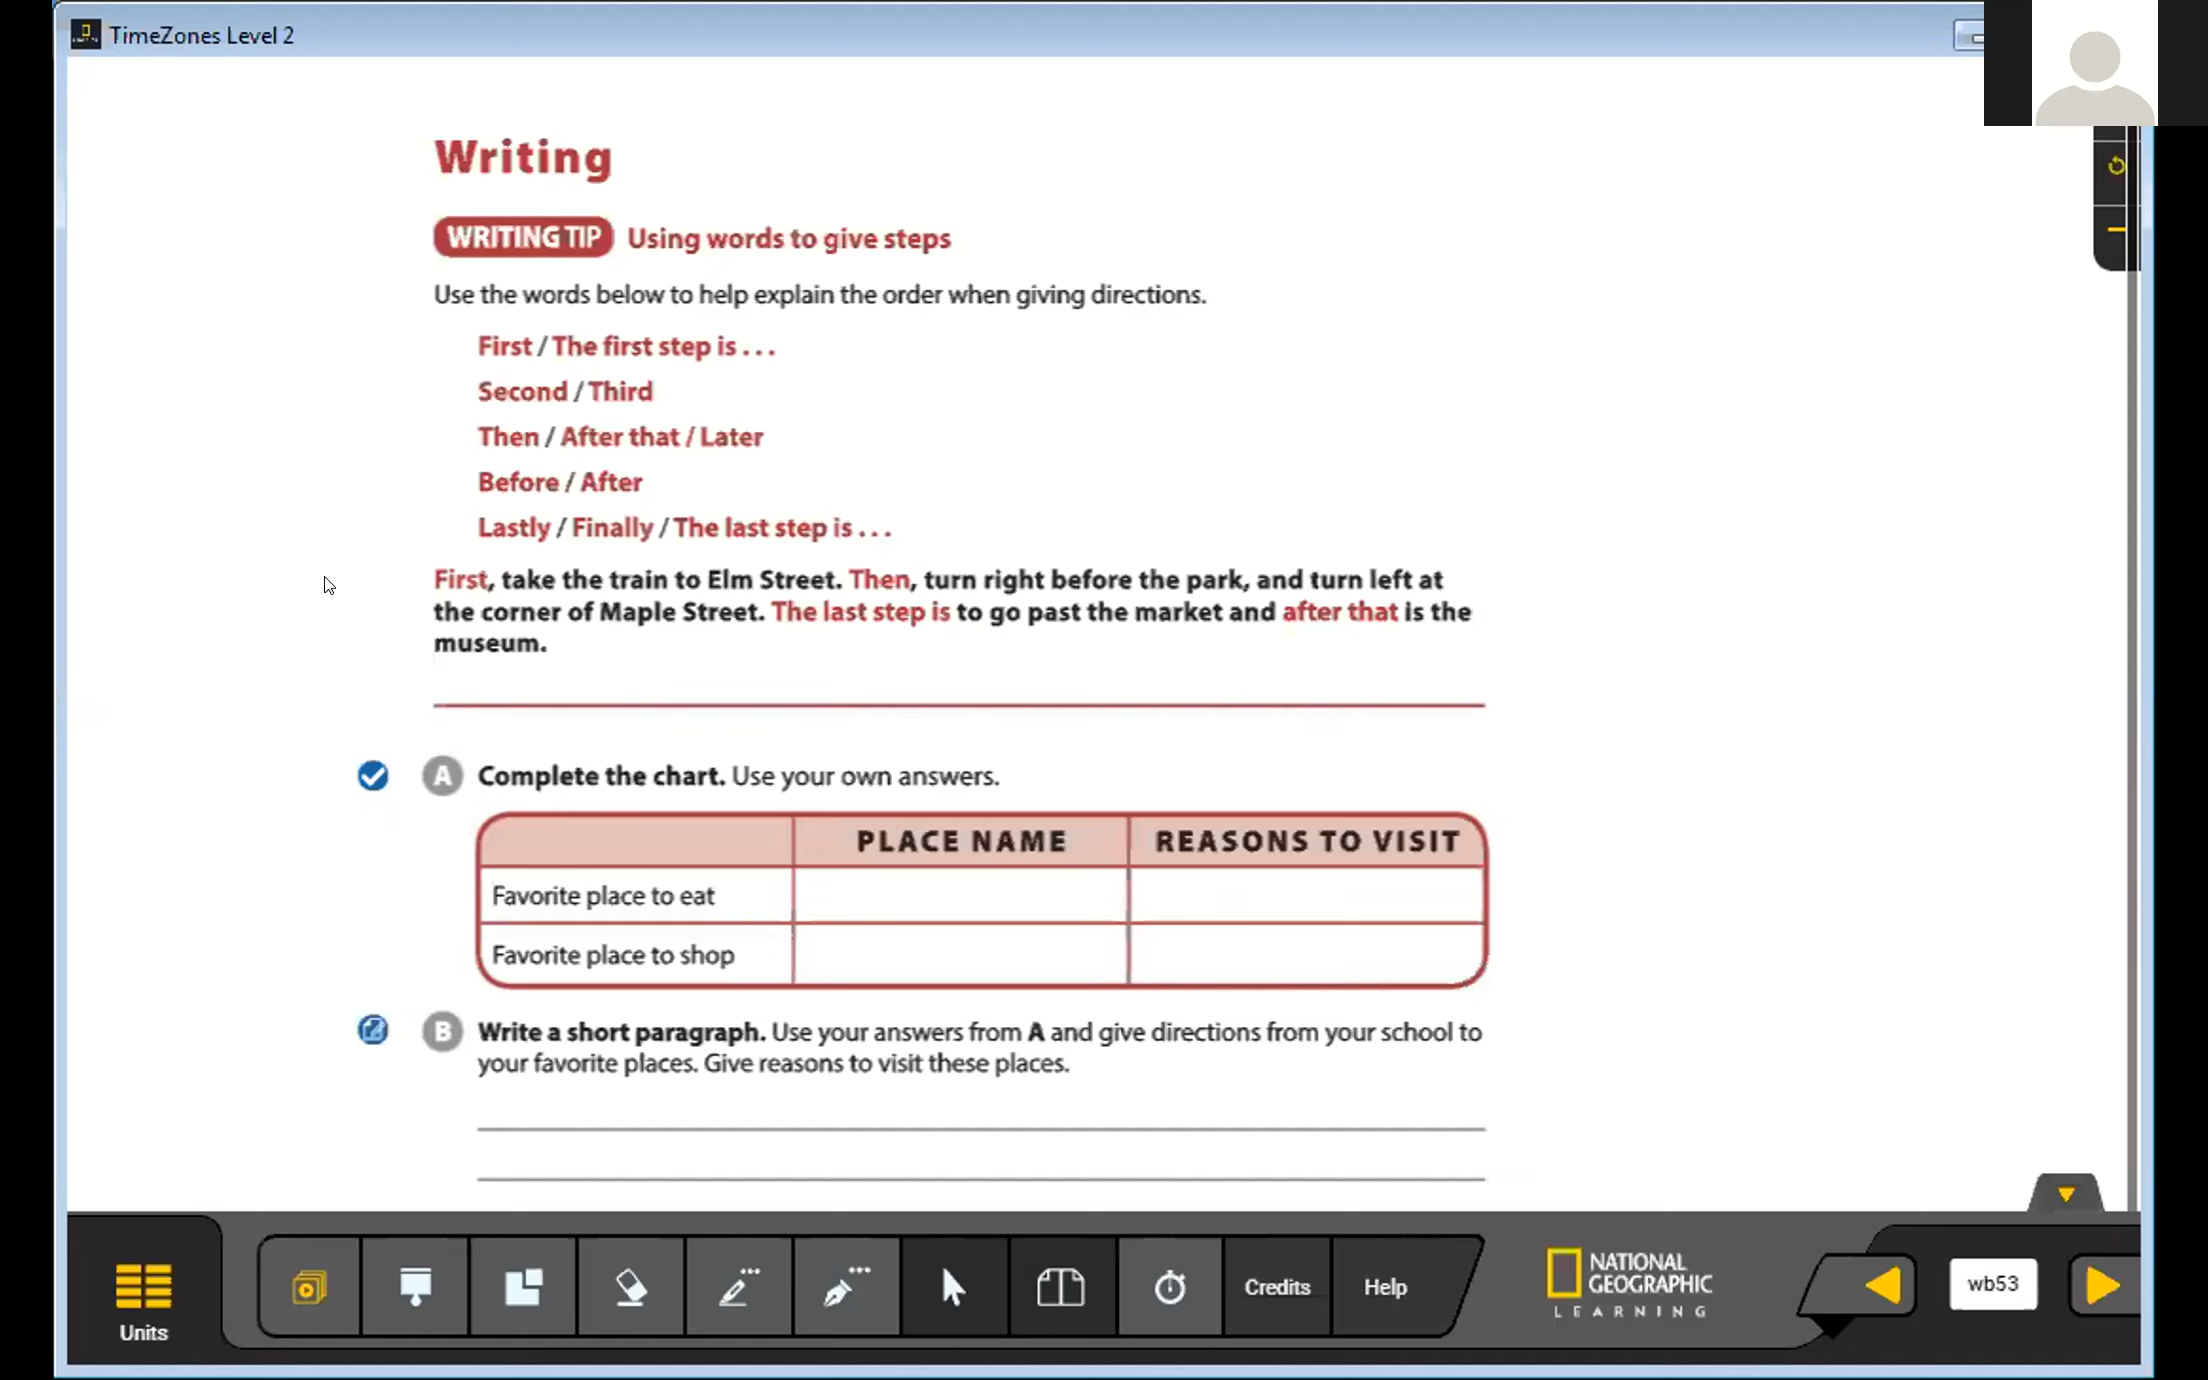 TimeZones Level 2
Writing
WRITING TIP Using words to give steps
Use the words below to help explain the order when giving directions.
First / The first step is . . .
Second / Third
Then / After that / Later
Before / After
Lastly / Finally / The last step is . . .
First, take the train to Elm Street. Then, turn right before the park, and turn left at
the corner of Maple Street. The last step is to go past the market and after that is the
museum.
A Complete the chart. Use your own answers.
PLACE NAME REASONS TO VISIT
Favorite place to eat
Favorite place to shop
B Write a short paragraph. Use your answers from A and give directions from your school to
your favorite places. Give reasons to visit these places.
Units
Credits
Help
NATIONAL
GEOGRAPHIC
LEARNING
wb53